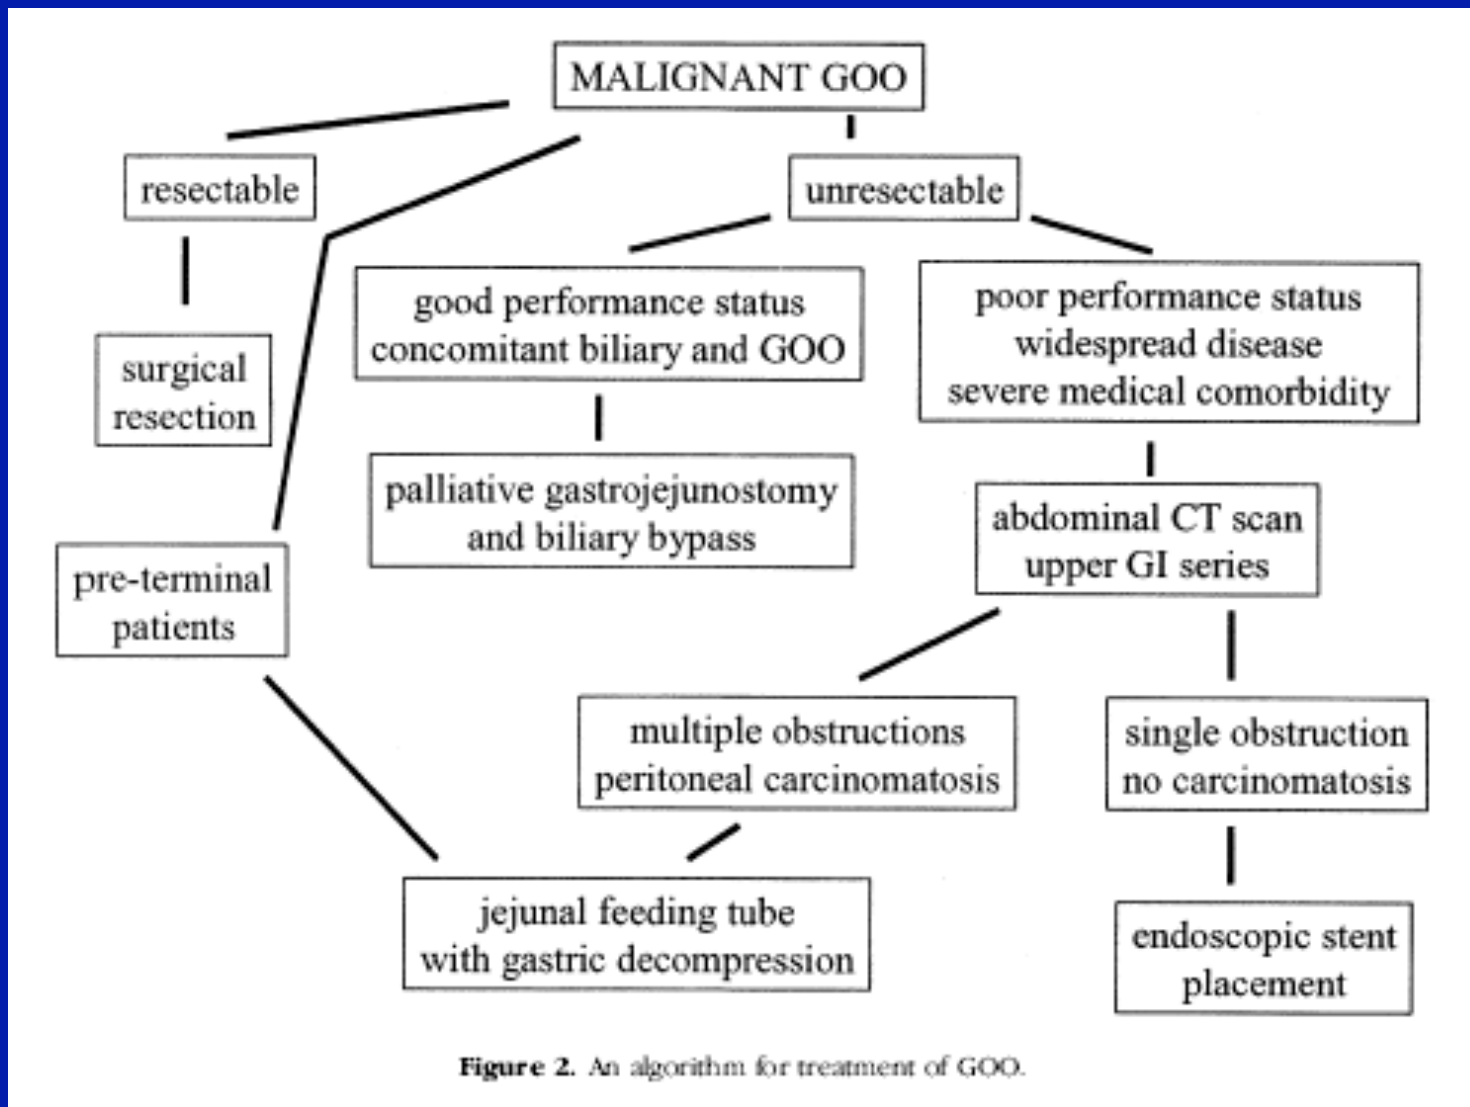 MALIGNANT GOO
resectable
unresectable
good performance status
concomitant biliary and GOO
poor performance status
widespread disease
severe medical comorbidity
surgical
resection
palliative gastrojejunostomy
and biliary bypass
abdominal CT scan
upper GI series
pre-terminal
patients
multiple obstructions
peritoneal carcinomatosis
single obstruction
no carcinomatosis
jejunal feeding tube
with gastric decompression
endoscopic stent
placement
Figure 2. An algorithm for treatment of GOO.